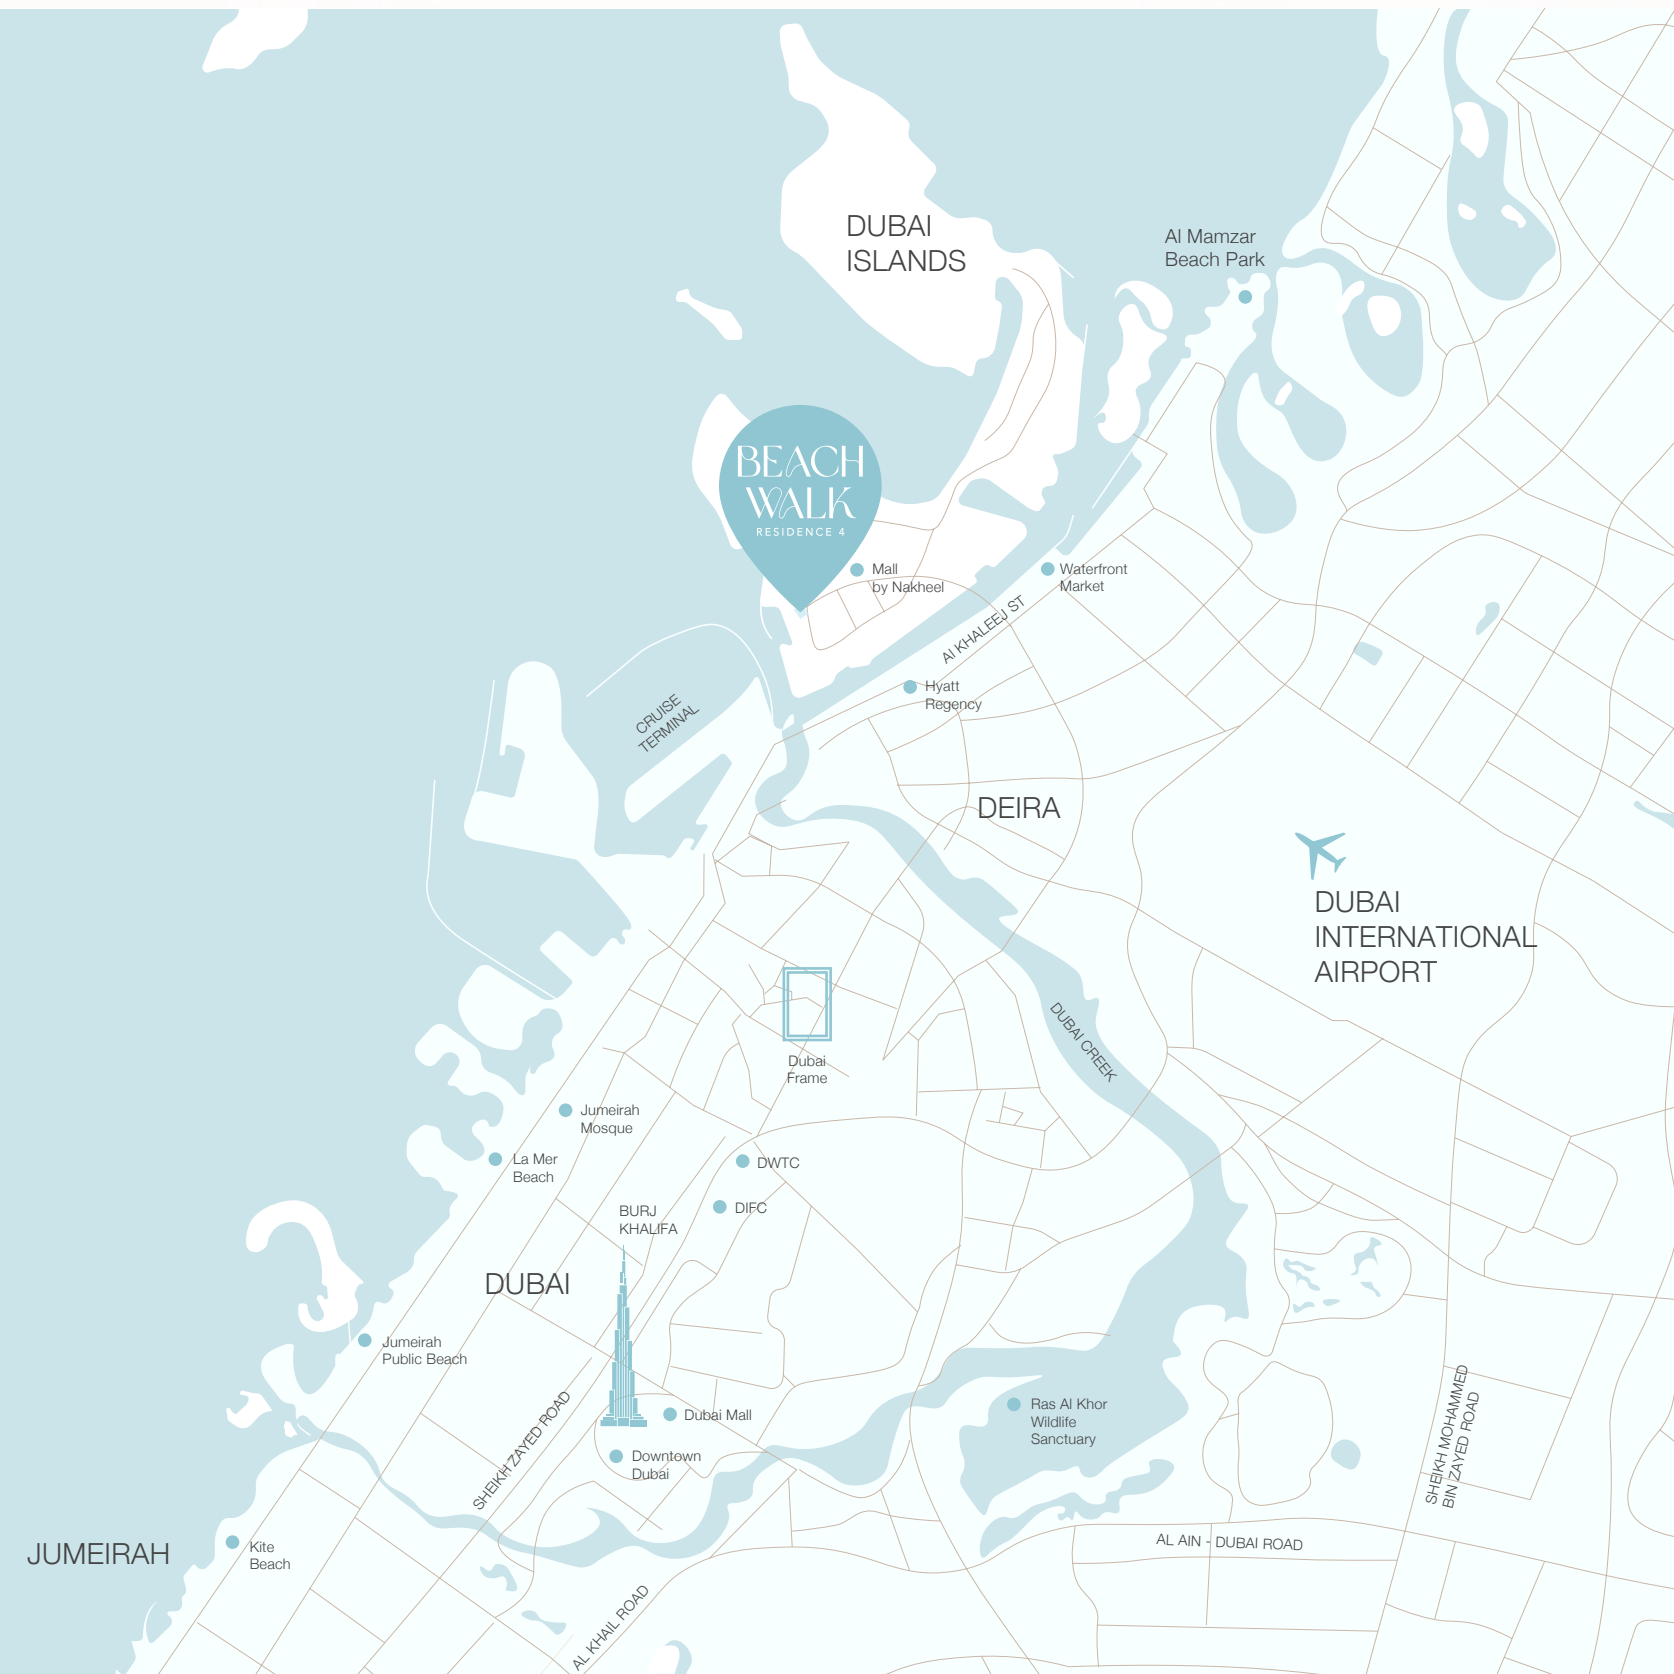 DUBAI
ISLANDS
Al Mamzar
Beach Park
BEACH
WALK
RESIDENCE 4
Mall
by Nakheel
Waterfront
Market
Al KHALEEJ ST
Hyatt
Regency
CRUISE
TERMINAL
DEIRA
DUBAI
INTERNATIONAL
AIRPORT
DUBAI CREEK
Dubai
Frame
Jumeirah
Mosque
La Mer
Beach
DWTC
DIFC
BURJ
KHALIFA
DUBAI
Jumeirah
Public Beach
SHEIKH ZAYED ROAD
Dubai Mall
Downtown
Dubai
Ras Al Khor
Wildlife
Sanctuary
SHEIKH MOHAMMED
BIN ZAYED ROAD
AL AIN - DUBAI ROAD
JUMEIRAH
Kite
Beach
AL KHAIL ROAD